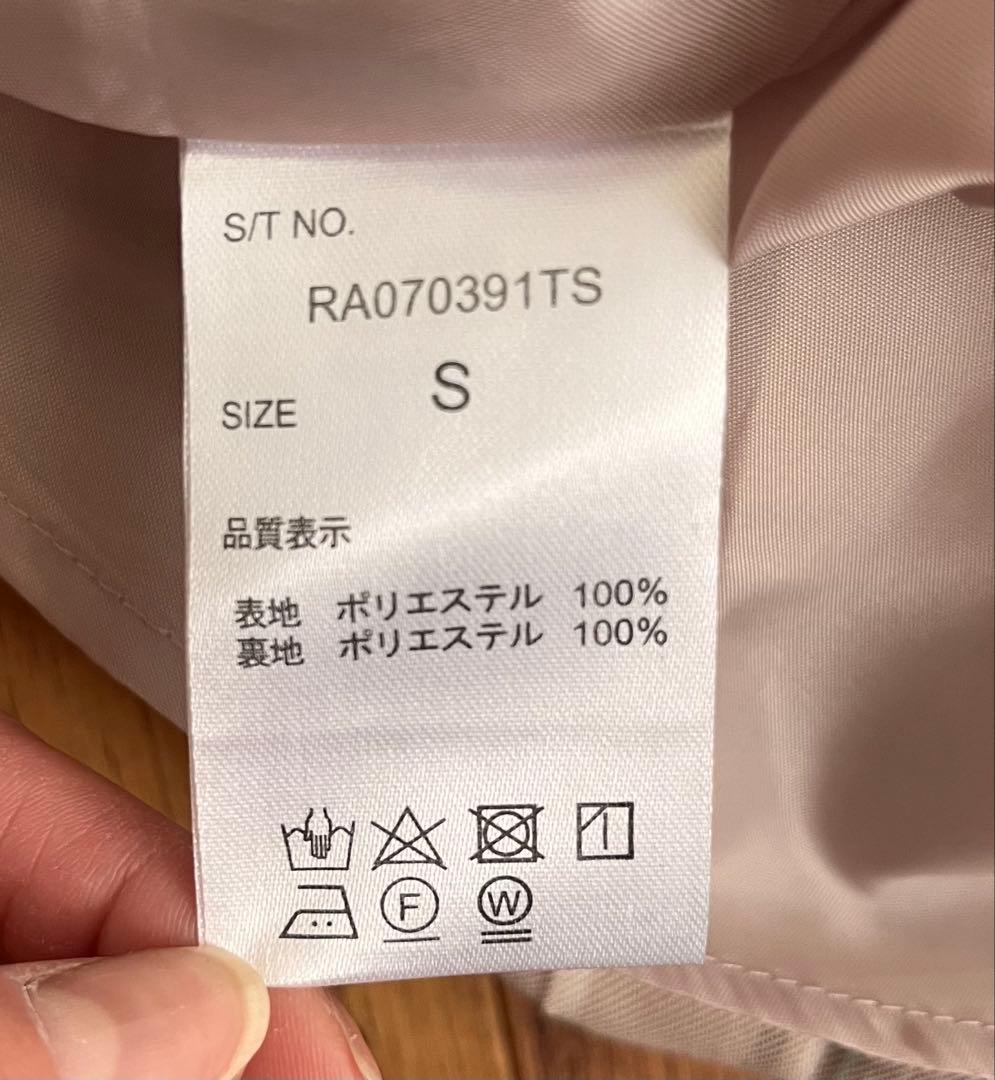 S/T NO.
RA070391TS
S
SIZE
品質表示
表地 ポリエステル 100%
裏地 ポリエステル 100%
F
W